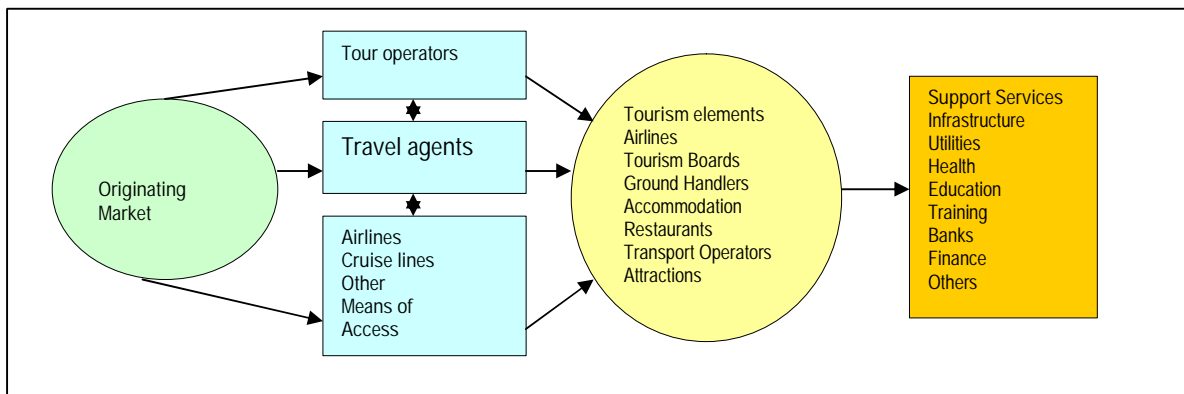 Originating
Market
Tour operators
Travel agents
Airlines
Cruise lines
Other
Means of
Access
Tourism elements
Airlines
Tourism Boards
Ground Handlers
Accommodation
Restaurants
Transport Operators
Attractions
Support Services
Infrastructure
Utilities
Health
Education
Training
Banks
Finance
Others